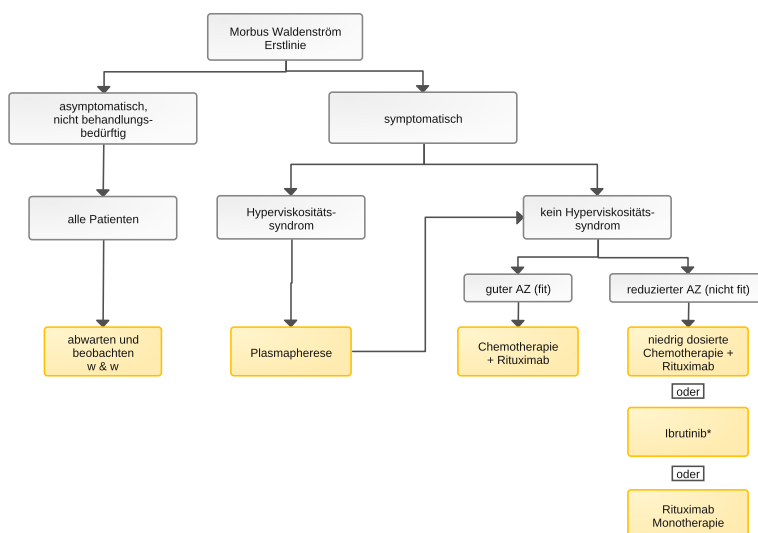 Morbus Waldenström
Erstlinie
asymptomatisch,
nicht behandlungs-
bedürftig
symptomatisch
alle Patienten
Hyperviskositäts-
syndrom
kein Hyperviskositäts-
syndrom
guter AZ (fit)
reduzierter AZ (nicht fit)
abwarten und
beobachten
w & w
Plasmapherese
Chemotherapie
+ Rituximab
niedrig dosierte
Chemotherapie +
Rituximab
oder
Ibrutinib*
oder
Rituximab
Monotherapie